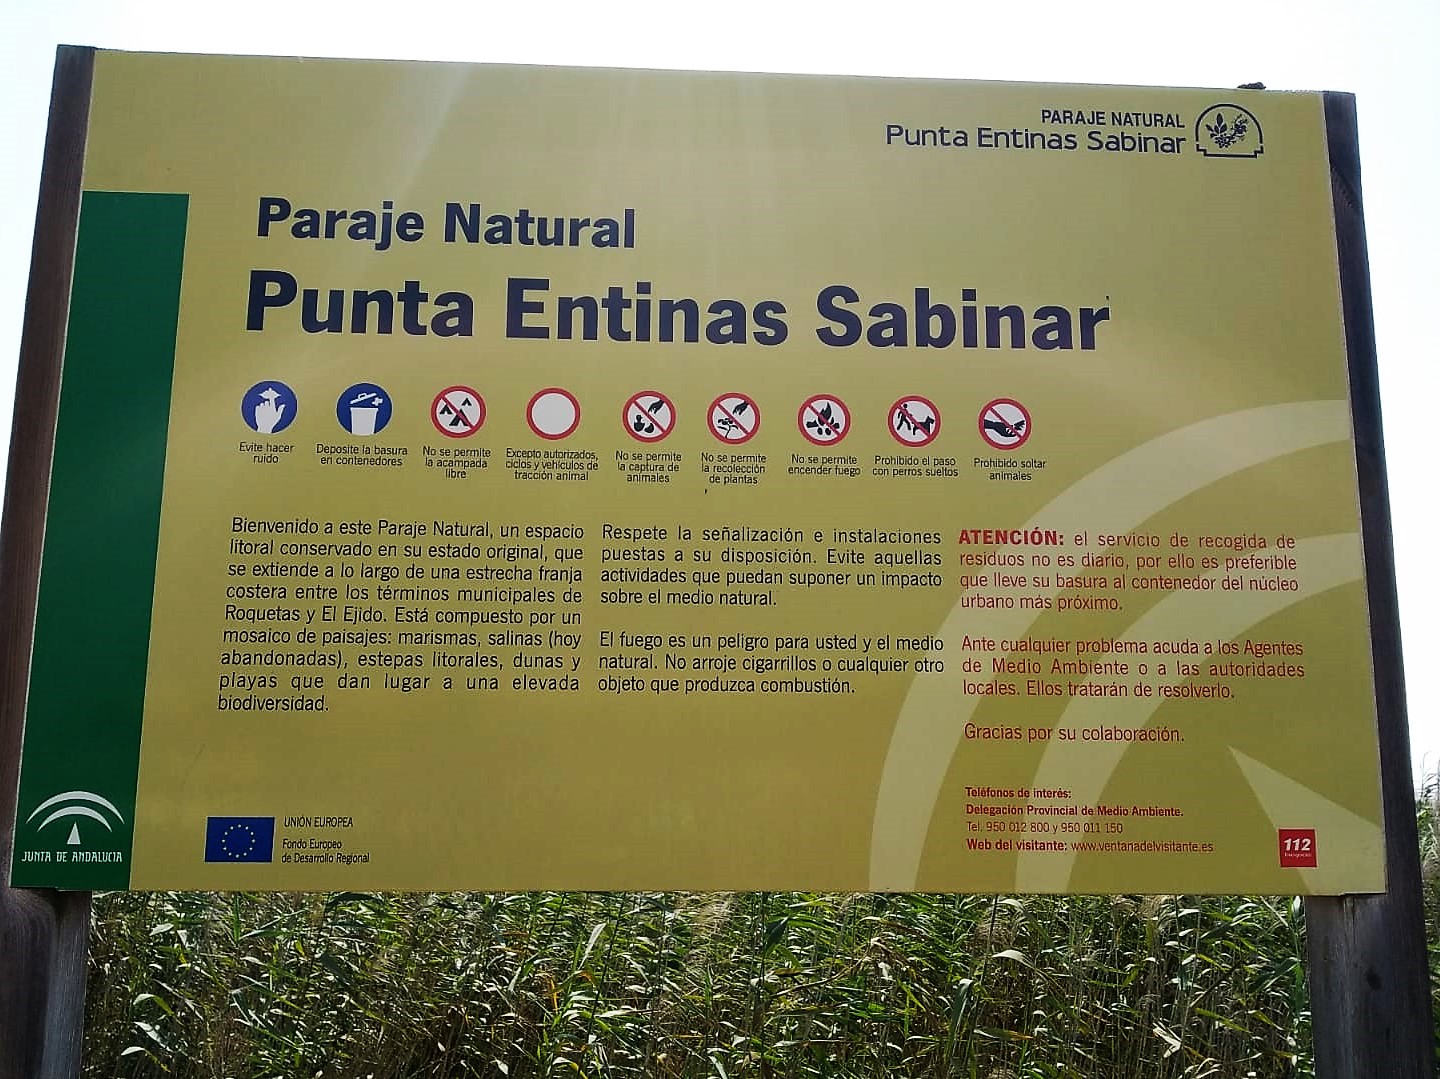 PARAJE NATURAL
Punta Entinas Sabinar
Paraje Natural
Punta Entinas Sabinar
Evite hacer
ruido
Deposite la basura
en contenedores
No se permite
la acampada
libre
Excepto autorizados,
ciclos y vehículos de
tracción animal
No se permite
la captura de
animales
No se permite
la recolección
de plantas
No se permite
encender fuego
Prohibido el paso
con perros sueltos
Prohibido soltar
animales
Bienvenido a este Paraje Natural, un espacio
litoral conservado en su estado original, que
se extiende a lo largo de una estrecha franja
costera entre los términos municipales de
Roquetas y El Ejido. Está compuesto por un
mosaico de paisajes: marismas, salinas (hoy
abandonadas), estepas litorales, dunas y
playas que dan lugar a una elevada
biodiversidad.
Respete la señalización e instalaciones
puestas a su disposición. Evite aquellas
actividades que puedan suponer un impacto
sobre el medio natural.
El fuego es un peligro para usted y el medio
natural. No arroje cigarrillos o cualquier otro
objeto que produzca combustión.
ATENCIÓN: el servicio de recogida de
residuos no es diario, por ello es preferible
que lleve su basura al contenedor del núcleo
urbano más próximo.
Ante cualquier problema acuda a los Agentes
de Medio Ambiente o a las autoridades
locales. Ellos tratarán de resolverlo.
Gracias por su colaboración.
Teléfonos de interés:
Delegación Provincial de Medio Ambiente.
Tel. 950 012 800 y 950 011 150
Web del visitante: www.ventanadelvisitante.es
112
JUNTA DE ANDALUCIA
UNIÓN EUROPEA
Fondo Europeo
de Desarrollo Regional